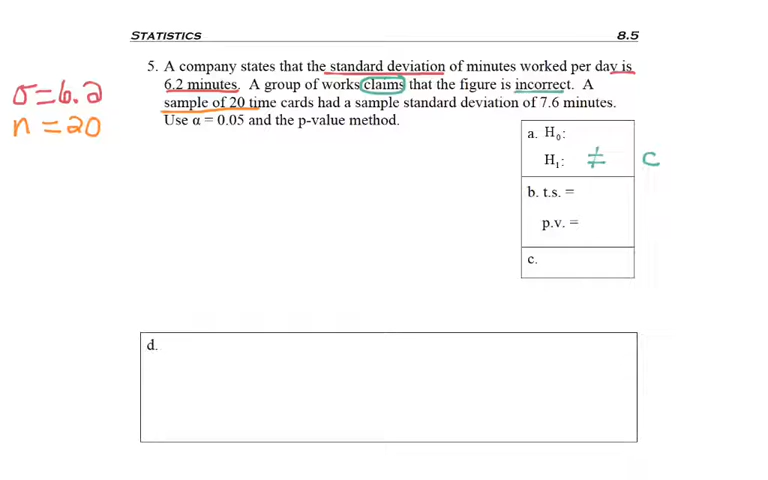 STATISTICS 8.5
5. A company states that the standard deviation of minutes worked per day is
6.2 minutes. A group of works claims that the figure is incorrect. A
sample of 20 time cards had a sample standard deviation of 7.6 minutes.
Use α = 0.05 and the p-value method.
σ = 6.2
n = 20
a. H₀:
H₁: ≠ C
b. t.s. =
p.v. =
c.
d.